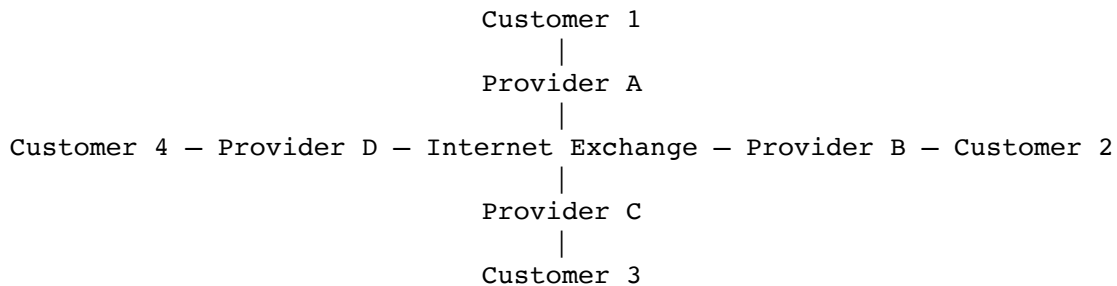 Customer 1
|
Provider A
|
Customer 4 — Provider D — Internet Exchange — Provider B — Customer 2
|
Provider C
|
Customer 3